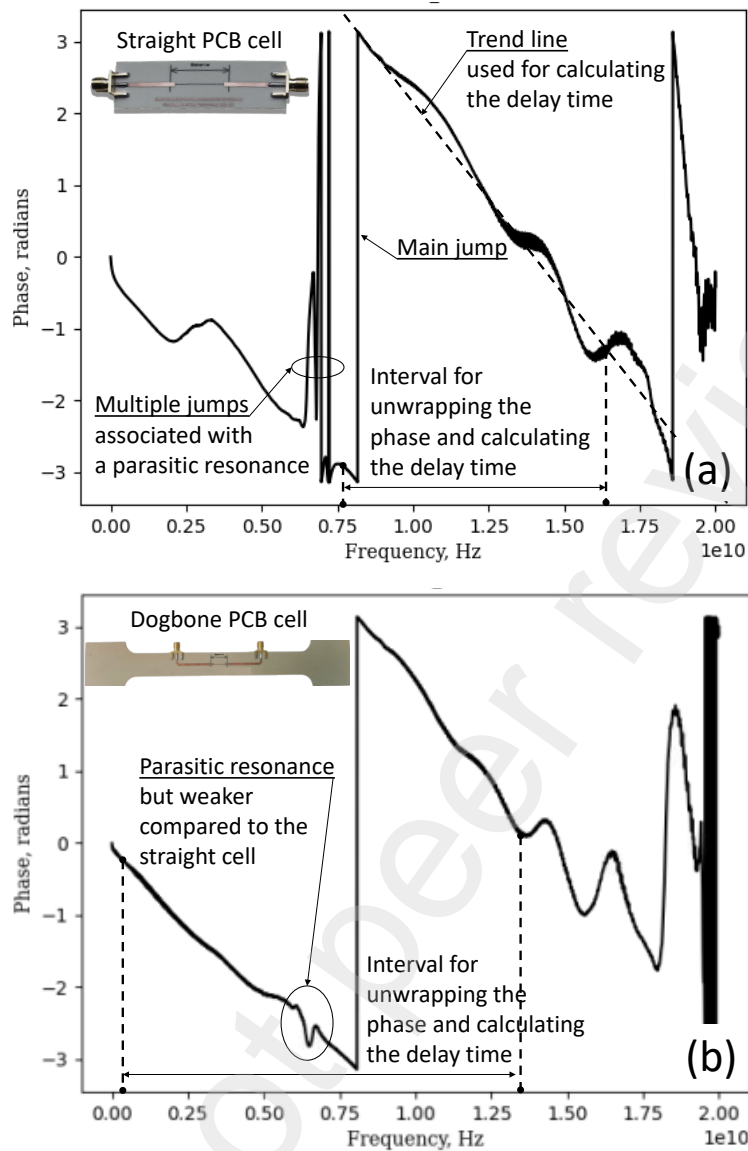 Straight PCB cell
Trend line
used for calculating
the delay time
Main jump
Multiple jumps
associated with
a parasitic resonance
Interval for
unwrapping the
phase and calculating
the delay time
(a)
Phase, radians
3
2
1
0
−1
−2
−3
0.00 0.25 0.50 0.75 1.00 1.25 1.50 1.75 2.00
1e10
Frequency, Hz
Dogbone PCB cell
Parasitic resonance
but weaker
compared to the
straight cell
Interval for
unwrapping the
phase and calculating
the delay time
(b)
Phase, radians
3
2
1
0
−1
−2
−3
0.00 0.25 0.50 0.75 1.00 1.25 1.50 1.75 2.00
1e10
Frequency, Hz
ot peer revie